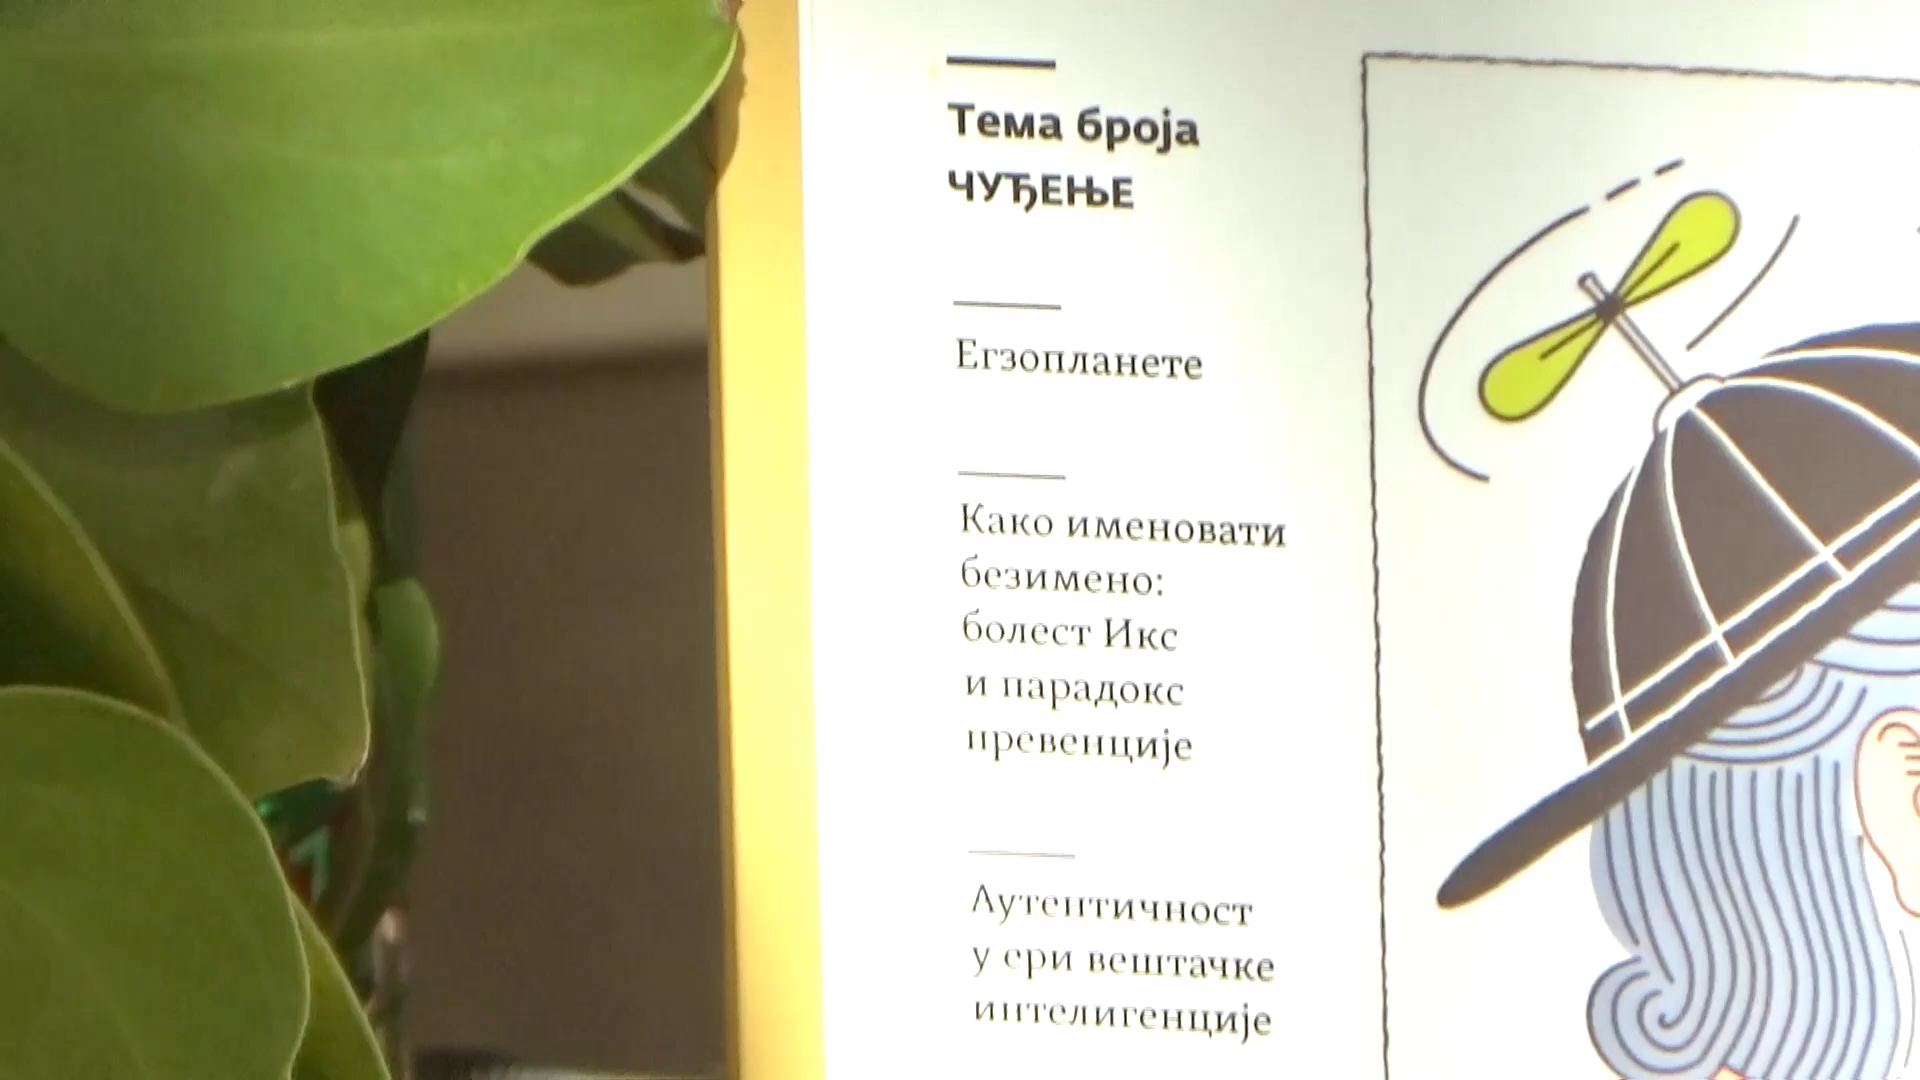 Тема броја
ЧУЂЕЊЕ
Егзопланете
Како именовати
безимено:
болест Икс
и парадокс
превенције
Аутентичност
у ери вештачке
интелигенције